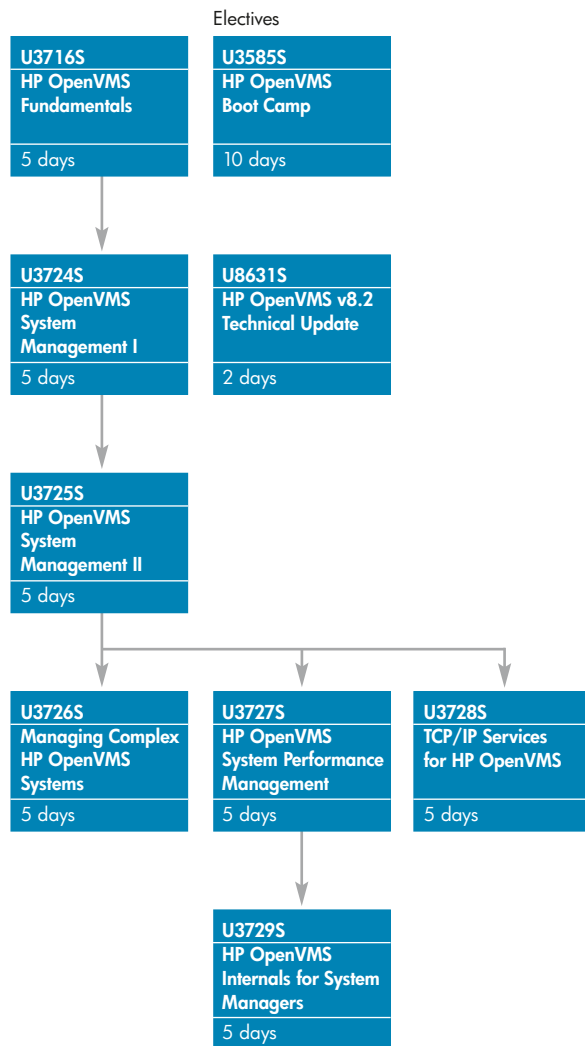 Electives
U3716S
HP OpenVMS
Fundamentals
5 days
U3585S
HP OpenVMS
Boot Camp
10 days
U3724S
HP OpenVMS
System
Management I
5 days
U8631S
HP OpenVMS v8.2
Technical Update
2 days
U3725S
HP OpenVMS
System
Management II
5 days
U3726S
Managing Complex
HP OpenVMS
Systems
5 days
U3727S
HP OpenVMS
System Performance
Management
5 days
U3728S
TCP/IP Services
for HP OpenVMS
5 days
U3729S
HP OpenVMS
Internals for System
Managers
5 days